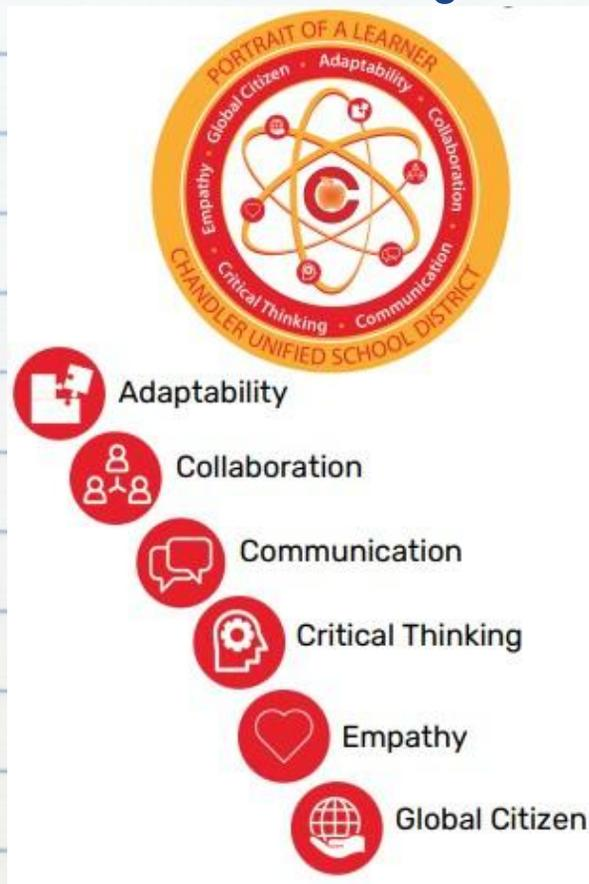 PORTRAIT OF A LEARNER
Global Citizen • Adaptability • Collaboration • Communication • Critical Thinking • Empathy •
C
CHANDLER UNIFIED SCHOOL DISTRICT
Adaptability
Collaboration
Communication
Critical Thinking
Empathy
Global Citizen